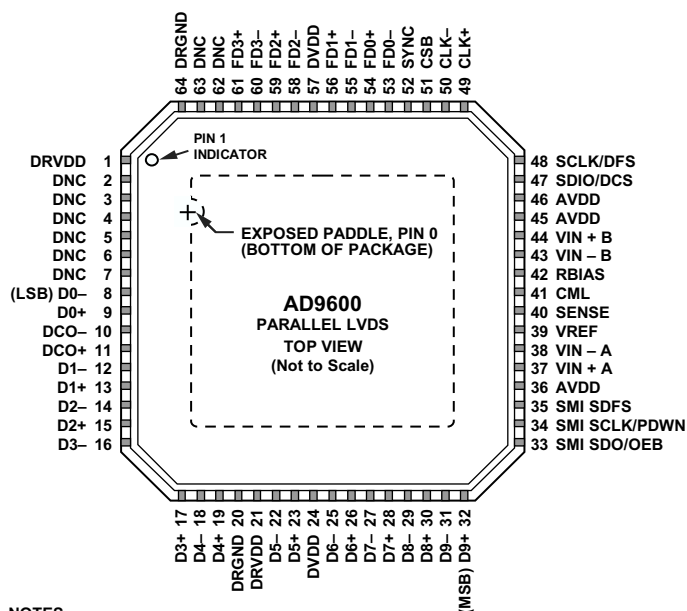 64 DRGND
63 DNC
62 DNC
61 FD3+
60 FD3–
59 FD2+
58 FD2–
57 DVDD
56 FD1+
55 FD1–
54 FD0+
53 FD0–
52 SYNC
51 CSB
50 CLK–
49 CLK+
PIN 1
INDICATOR
DRVDD 1
DNC 2
DNC 3
DNC 4
DNC 5
DNC 6
DNC 7
(LSB) D0– 8
D0+ 9
DCO– 10
DCO+ 11
D1– 12
D1+ 13
D2– 14
D2+ 15
D3– 16
EXPOSED PADDLE, PIN 0
(BOTTOM OF PACKAGE)
AD9600
PARALLEL LVDS
TOP VIEW
(Not to Scale)
48 SCLK/DFS
47 SDIO/DCS
46 AVDD
45 AVDD
44 VIN + B
43 VIN – B
42 RBIAS
41 CML
40 SENSE
39 VREF
38 VIN – A
37 VIN + A
36 AVDD
35 SMI SDFS
34 SMI SCLK/PDWN
33 SMI SDO/OEB
D3+ 17
D4– 18
D4+ 19
DRGND 20
DRVDD 21
D5– 22
D5+ 23
DVDD 24
D6– 25
D6+ 26
D7– 27
D7+ 28
D8– 29
D8+ 30
D9– 31
(MSB) D9+ 32